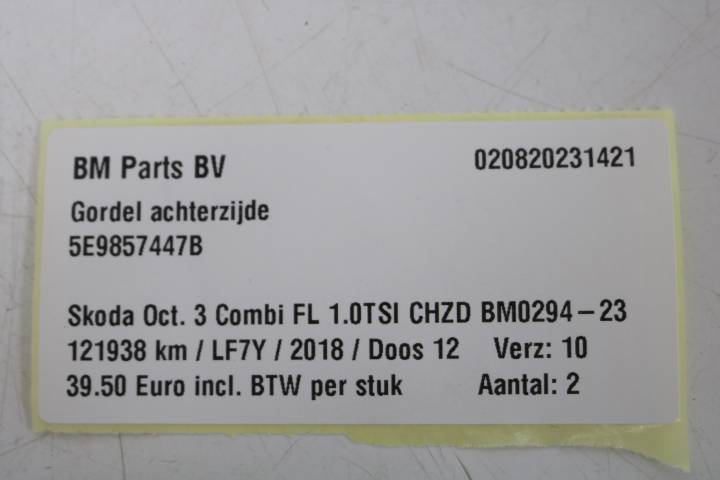 BM Parts BV 020820231421
Gordel achterzijde
5E9857447B
Skoda Oct. 3 Combi FL 1.0TSI CHZD BM0294-23
121938 km / LF7Y / 2018 / Doos 12 Verz: 10
39.50 Euro incl. BTW per stuk Aantal: 2